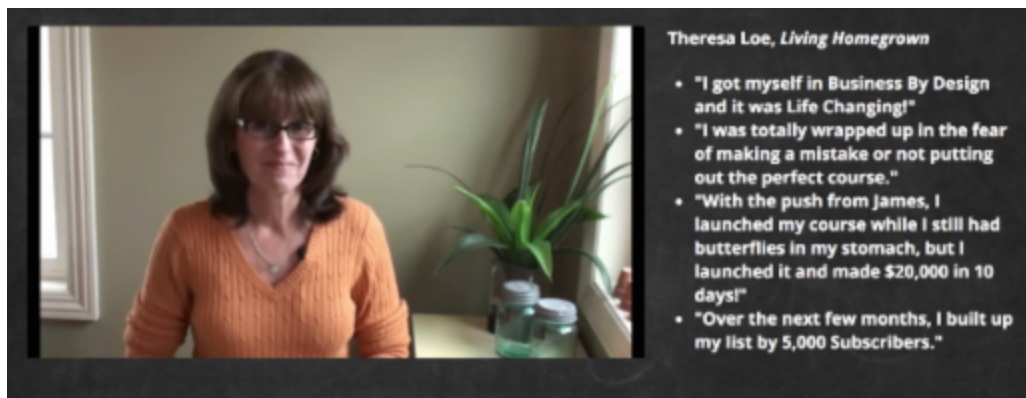 Theresa Loe, Living Homegrown
• "I got myself in Business By Design
and it was Life Changing!"
• "I was totally wrapped up in the fear
of making a mistake or not putting
out the perfect course."
• "With the push from James, I
launched my course while I still had
butterflies in my stomach, but I
launched it and made $20,000 in 10
days!"
• "Over the next few months, I built up
my list by 5,000 Subscribers."